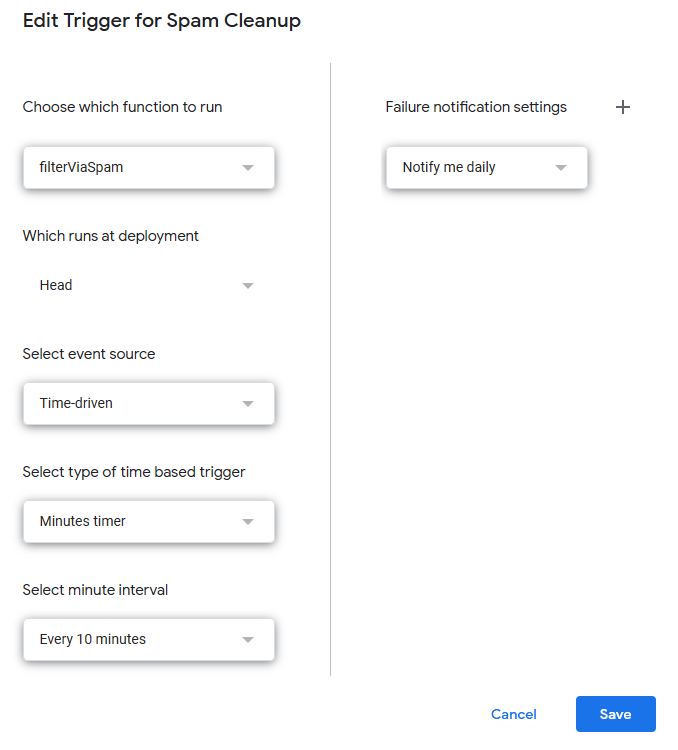 Edit Trigger for Spam Cleanup
Choose which function to run
filterViaSpam
Which runs at deployment
Head
Select event source
Time-driven
Select type of time based trigger
Minutes timer
Select minute interval
Every 10 minutes
Failure notification settings
Notify me daily
Cancel
Save